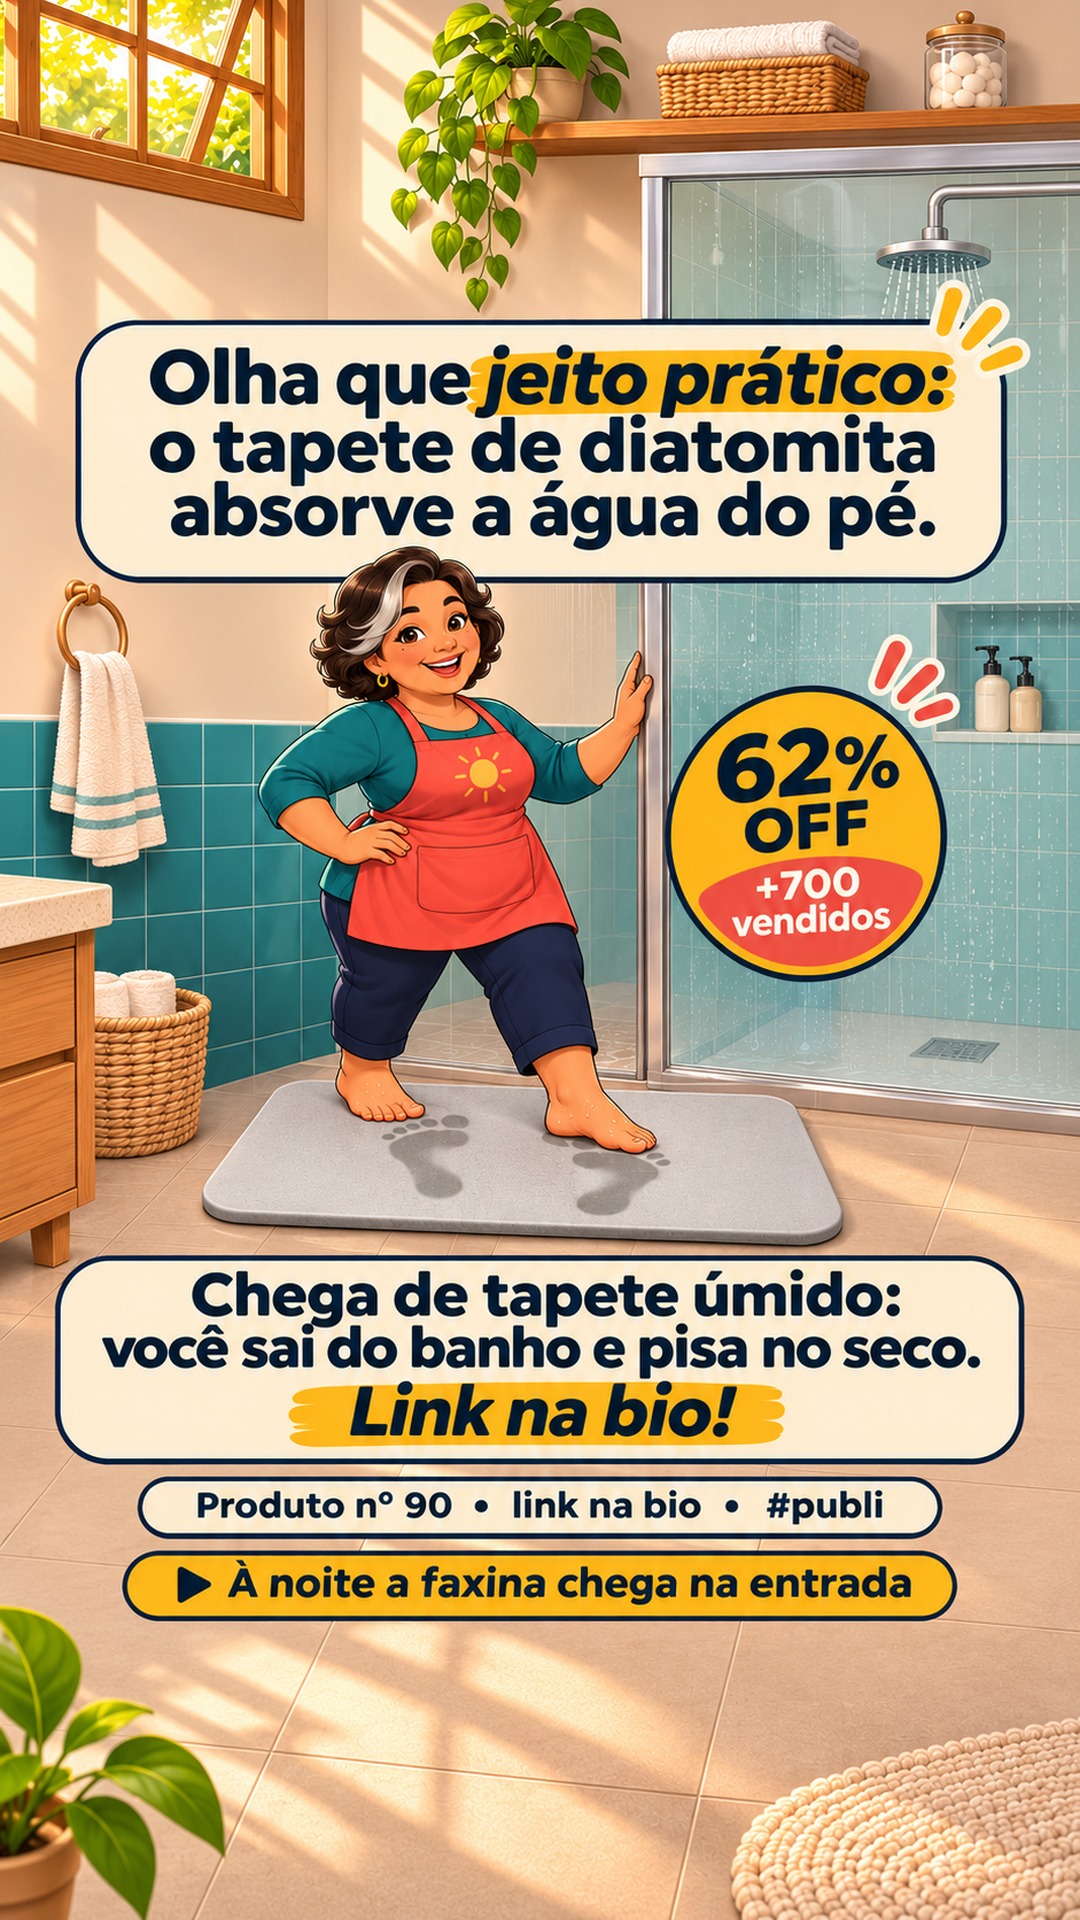 Olha que jeito prático:
o tapete de diatomita
absorve a água do pé.
62%
OFF
+700
vendidos
Chega de tapete úmido:
você sai do banho e pisa no seco.
Link na bio!
Produto nº 90 • link na bio • #publi
▶ À noite a faxina chega na entrada